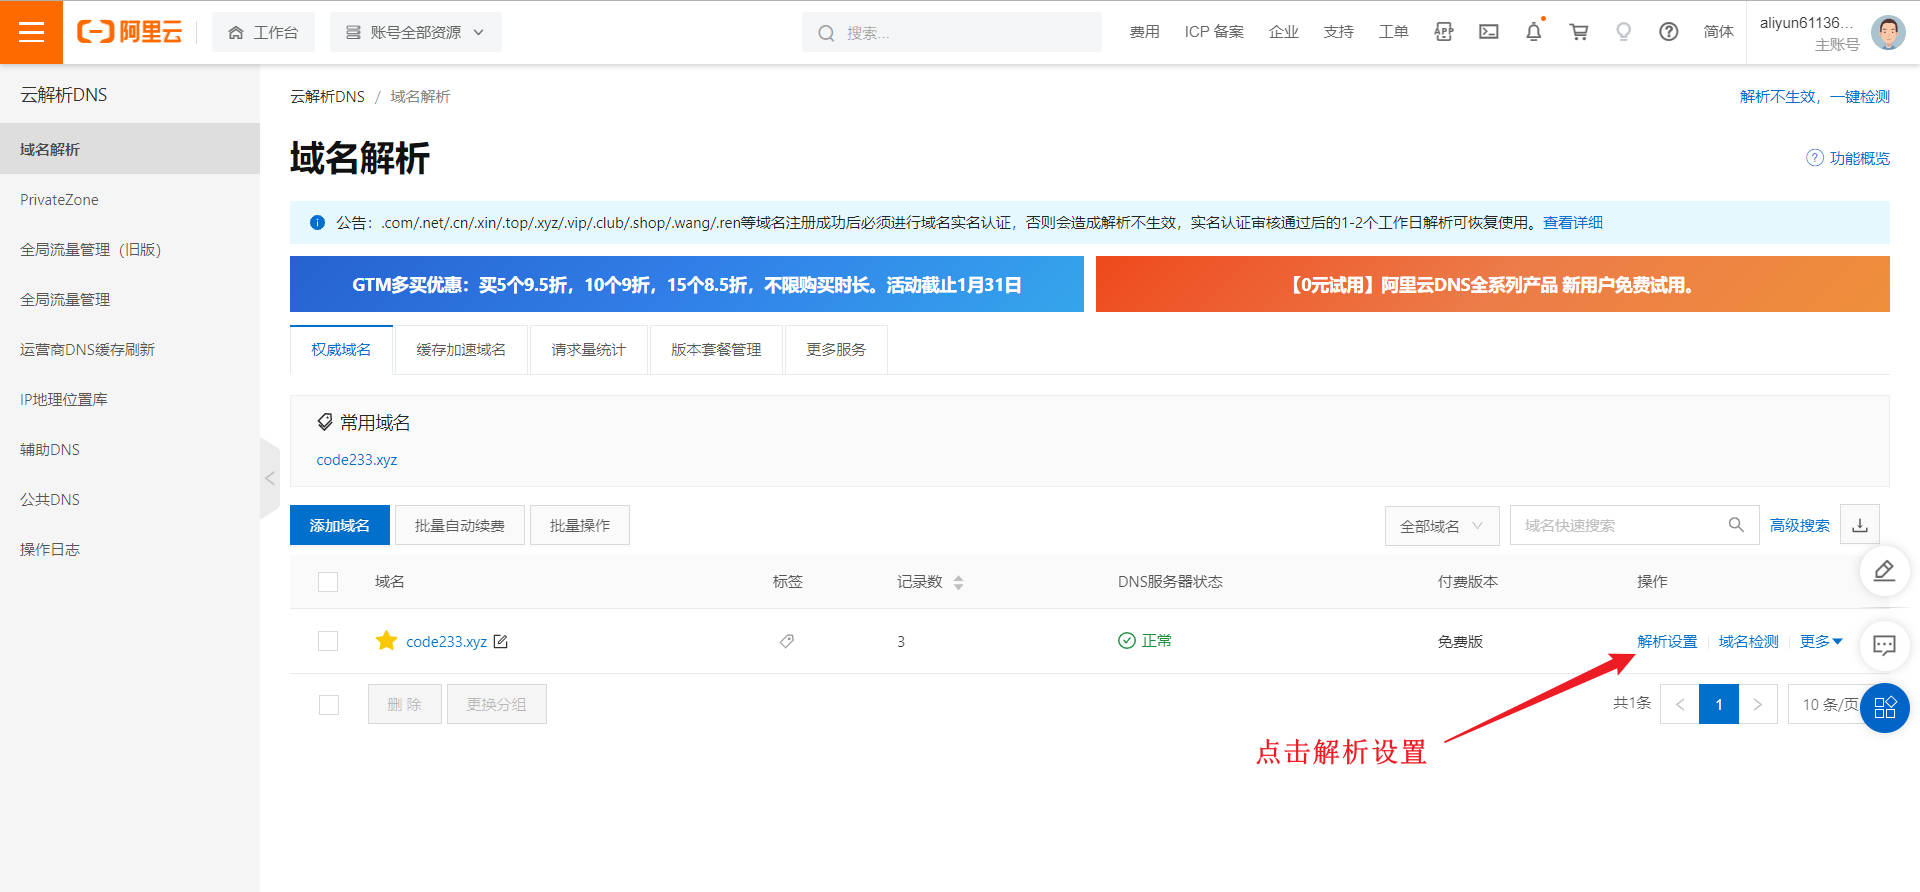 阿里云
工作台
账号全部资源
搜索...
费用
ICP 备案
企业
支持
工单
APP
简体
aliyun61136...
主账号
云解析DNS
域名解析
PrivateZone
全局流量管理（旧版）
全局流量管理
运营商DNS缓存刷新
IP地理位置库
辅助DNS
公共DNS
操作日志
云解析DNS / 域名解析
解析不生效，一键检测
域名解析
功能概览
公告：.com/.net/.cn/.xin/.top/.xyz/.vip/.club/.shop/.wang/.ren等域名注册成功后必须进行域名实名认证，否则会造成解析不生效，实名认证审核通过后的1-2个工作日解析可恢复使用。查看详细
GTM多买优惠：买5个9.5折，10个9折，15个8.5折，不限购买时长。活动截止1月31日
【0元试用】阿里云DNS全系列产品 新用户免费试用。
权威域名
缓存加速域名
请求量统计
版本套餐管理
更多服务
常用域名
code233.xyz
添加域名
批量自动续费
批量操作
全部域名
域名快速搜索
高级搜索
域名
标签
记录数
DNS服务器状态
付费版本
操作
code233.xyz
3
正常
免费版
解析设置
域名检测
更多
删 除
更换分组
共1条
1
10 条/页
点击解析设置